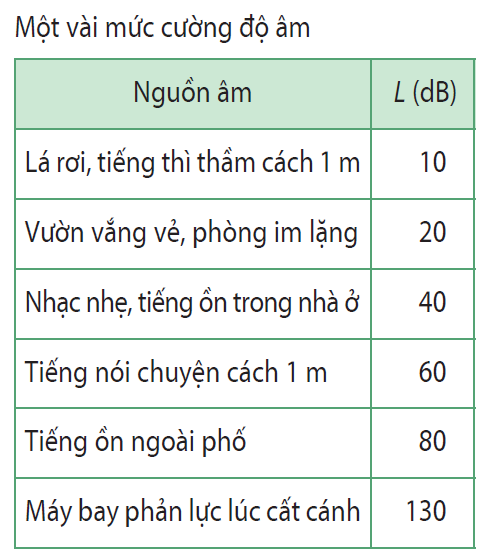 Một vài mức cường độ âm
Nguồn âm L (dB)
Lá rơi, tiếng thì thầm cách 1 m 10
Vườn vắng vẻ, phòng im lặng 20
Nhạc nhẹ, tiếng ồn trong nhà ở 40
Tiếng nói chuyện cách 1 m 60
Tiếng ồn ngoài phố 80
Máy bay phản lực lúc cất cánh 130